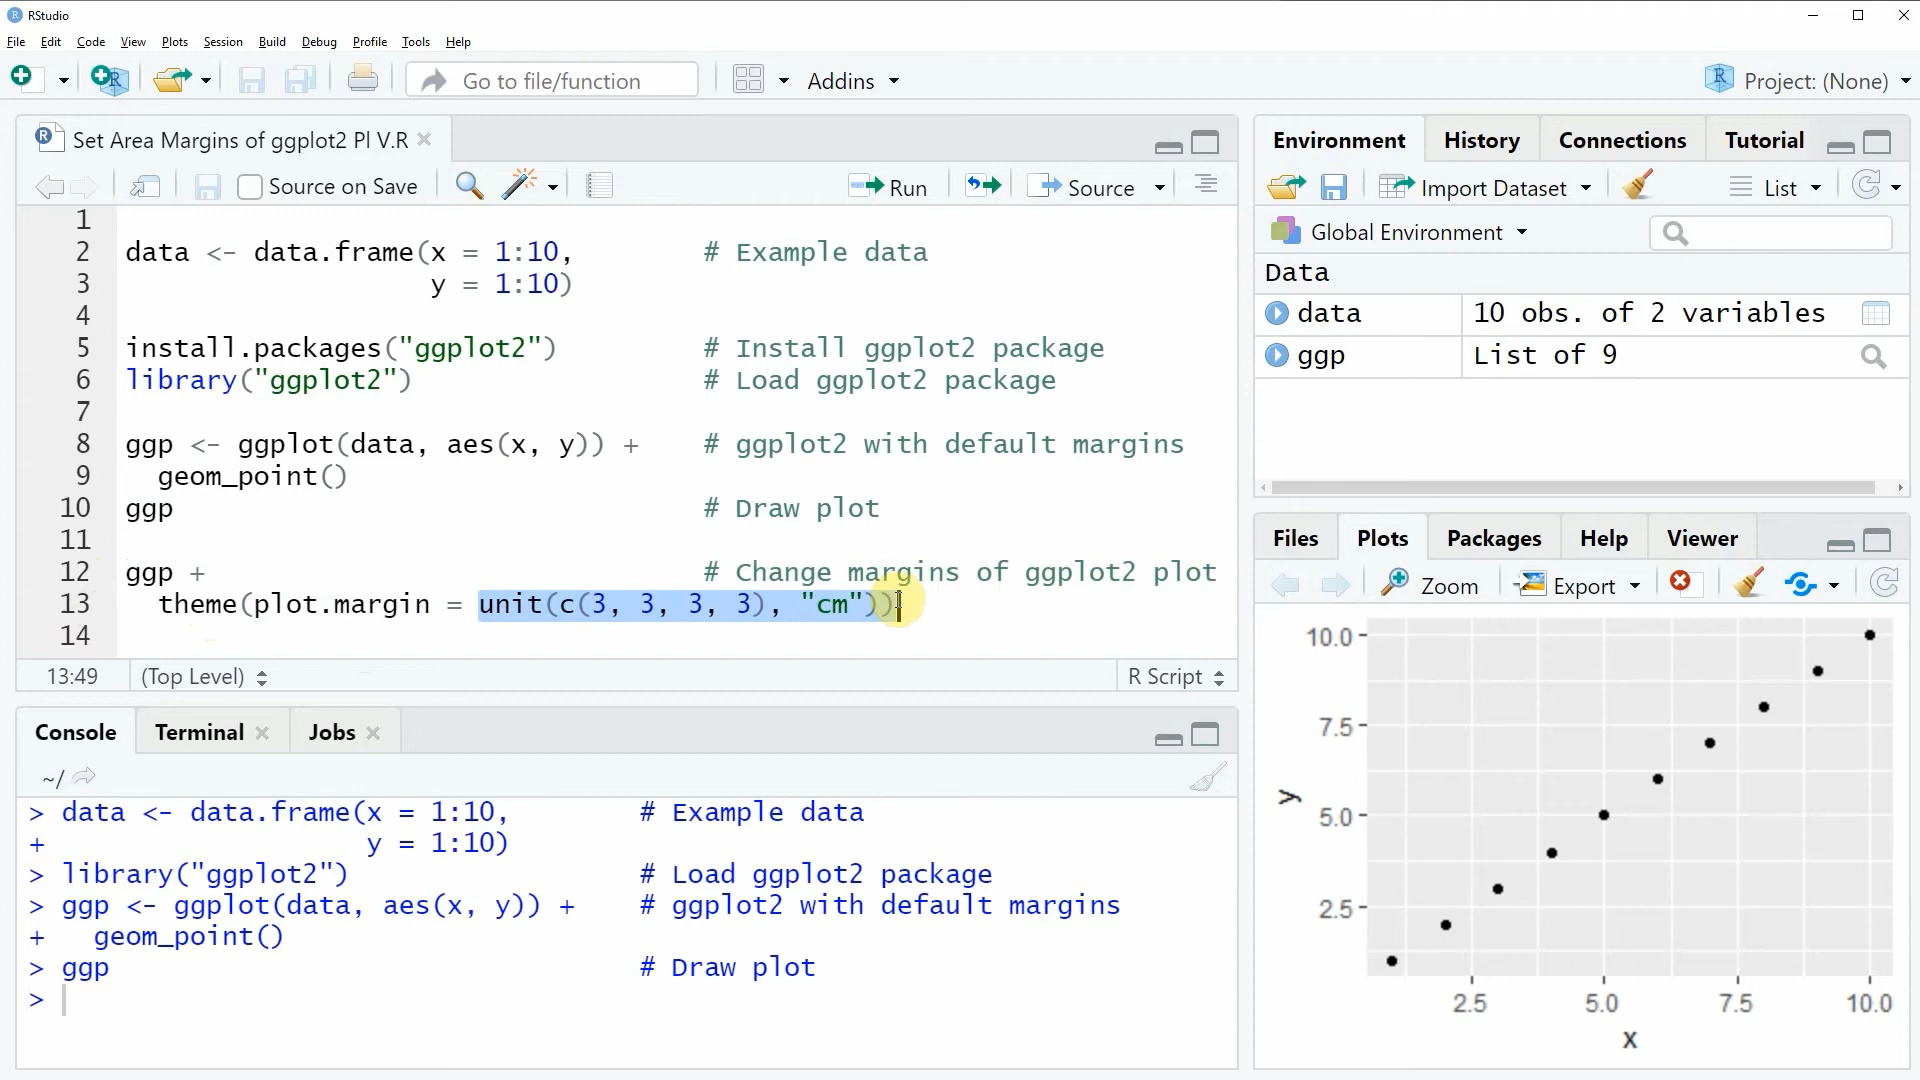 RStudio
File Edit Code View Plots Session Build Debug Profile Tools Help
Go to file/function Addins Project: (None)
Set Area Margins of ggplot2 Pl V.R
Source on Save Run Source
1
2 data <- data.frame(x = 1:10, # Example data
3 y = 1:10)
4
5 install.packages("ggplot2") # Install ggplot2 package
6 library("ggplot2") # Load ggplot2 package
7
8 ggp <- ggplot(data, aes(x, y)) + # ggplot2 with default margins
9 geom_point()
10 ggp # Draw plot
11
12 ggp + # Change margins of ggplot2 plot
13 theme(plot.margin = unit(c(3, 3, 3, 3), "cm"))
14
13:49 (Top Level) R Script
Console Terminal Jobs
~/
> data <- data.frame(x = 1:10, # Example data
+ y = 1:10)
> library("ggplot2") # Load ggplot2 package
> ggp <- ggplot(data, aes(x, y)) + # ggplot2 with default margins
+ geom_point()
> ggp # Draw plot
>
Environment History Connections Tutorial
Import Dataset List
Global Environment
Data
data 10 obs. of 2 variables
ggp List of 9
Files Plots Packages Help Viewer
Zoom Export
10.0
7.5
5.0
2.5
y
2.5 5.0 7.5 10.0
x